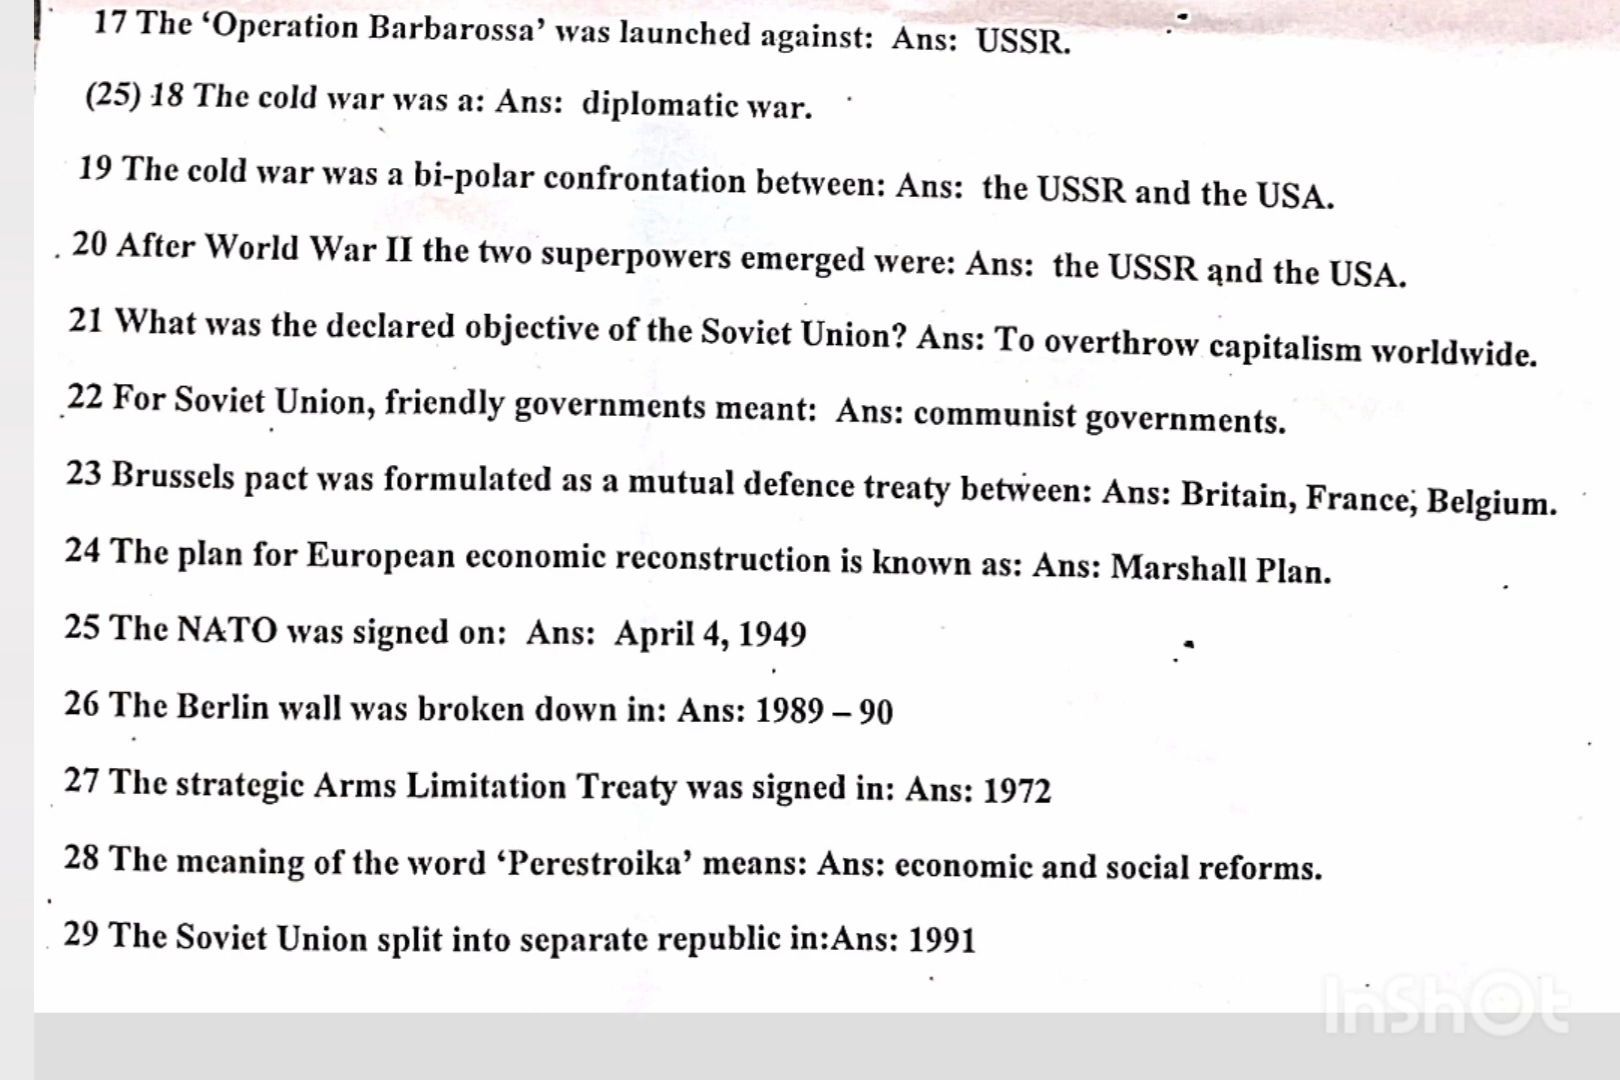 17 The ‘Operation Barbarossa’ was launched against: Ans: USSR.
(25) 18 The cold war was a: Ans: diplomatic war.
19 The cold war was a bi-polar confrontation between: Ans: the USSR and the USA.
20 After World War II the two superpowers emerged were: Ans: the USSR and the USA.
21 What was the declared objective of the Soviet Union? Ans: To overthrow capitalism worldwide.
22 For Soviet Union, friendly governments meant: Ans: communist governments.
23 Brussels pact was formulated as a mutual defence treaty between: Ans: Britain, France, Belgium.
24 The plan for European economic reconstruction is known as: Ans: Marshall Plan.
25 The NATO was signed on: Ans: April 4, 1949
26 The Berlin wall was broken down in: Ans: 1989 – 90
27 The strategic Arms Limitation Treaty was signed in: Ans: 1972
28 The meaning of the word ‘Perestroika’ means: Ans: economic and social reforms.
29 The Soviet Union split into separate republic in:Ans: 1991
InShOt